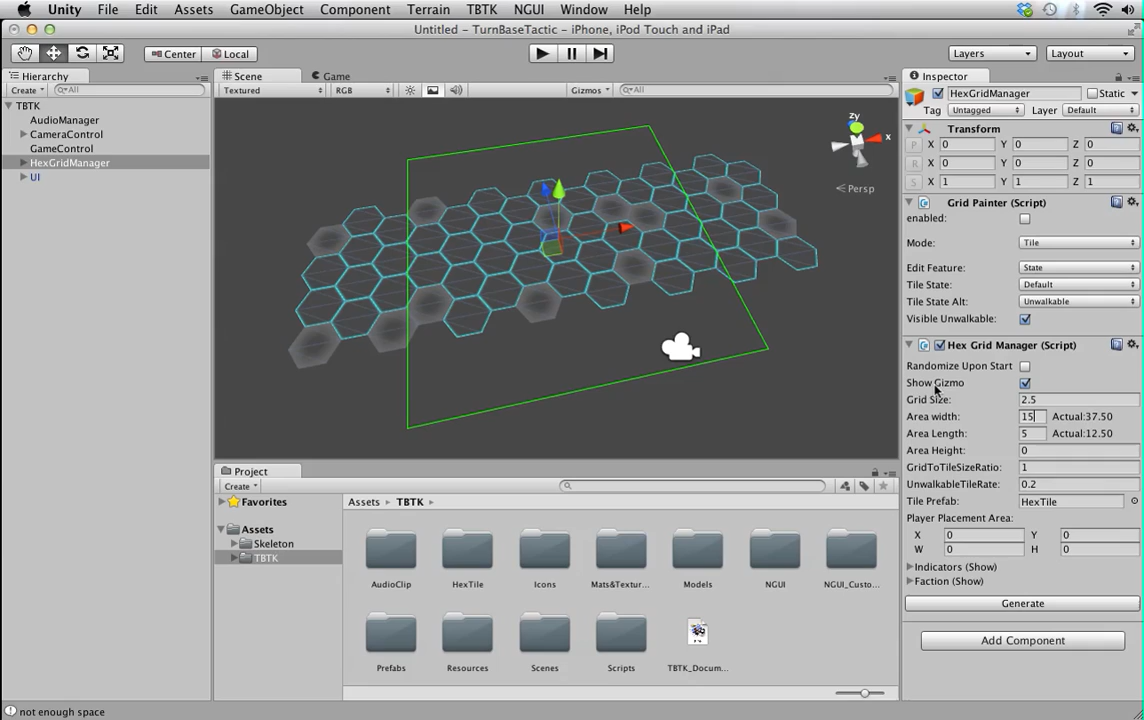 Unity File Edit Assets GameObject Component Terrain TBTK NGUI Window Help
Untitled - TurnBaseTactic - iPhone, iPod Touch and iPad
Center Local Layers Layout
Hierarchy
Create All
TBTK
AudioManager
CameraControl
GameControl
HexGridManager
UI
Scene Game
Textured RGB Gizmos All
zy
x
Persp
Project
Create
Favorites
Assets
Skeleton
TBTK
Assets TBTK
AudioClip HexTile Icons Mats&Textur... Models NGUI NGUI_Custo...
Prefabs Resources Scenes Scripts TBTK_Docum...
Inspector
HexGridManager Static
Tag Untagged Layer Default
Transform
P X 0 Y 0 Z 0
R X 0 Y 0 Z 0
S X 1 Y 1 Z 1
Grid Painter (Script)
enabled:
Mode: Tile
Edit Feature: State
Tile State: Default
Tile State Alt: Unwalkable
Visible Unwalkable:
Hex Grid Manager (Script)
Randomize Upon Start
Show Gizmo
Grid Size: 2.5
Area width: 15 Actual:37.50
Area Length: 5 Actual:12.50
Area Height: 0
GridToTileSizeRatio: 1
UnwalkableTileRate: 0.2
Tile Prefab: HexTile
Player Placement Area:
X 0 Y 0
W 0 H 0
Indicators (Show)
Faction (Show)
Generate
Add Component
not enough space